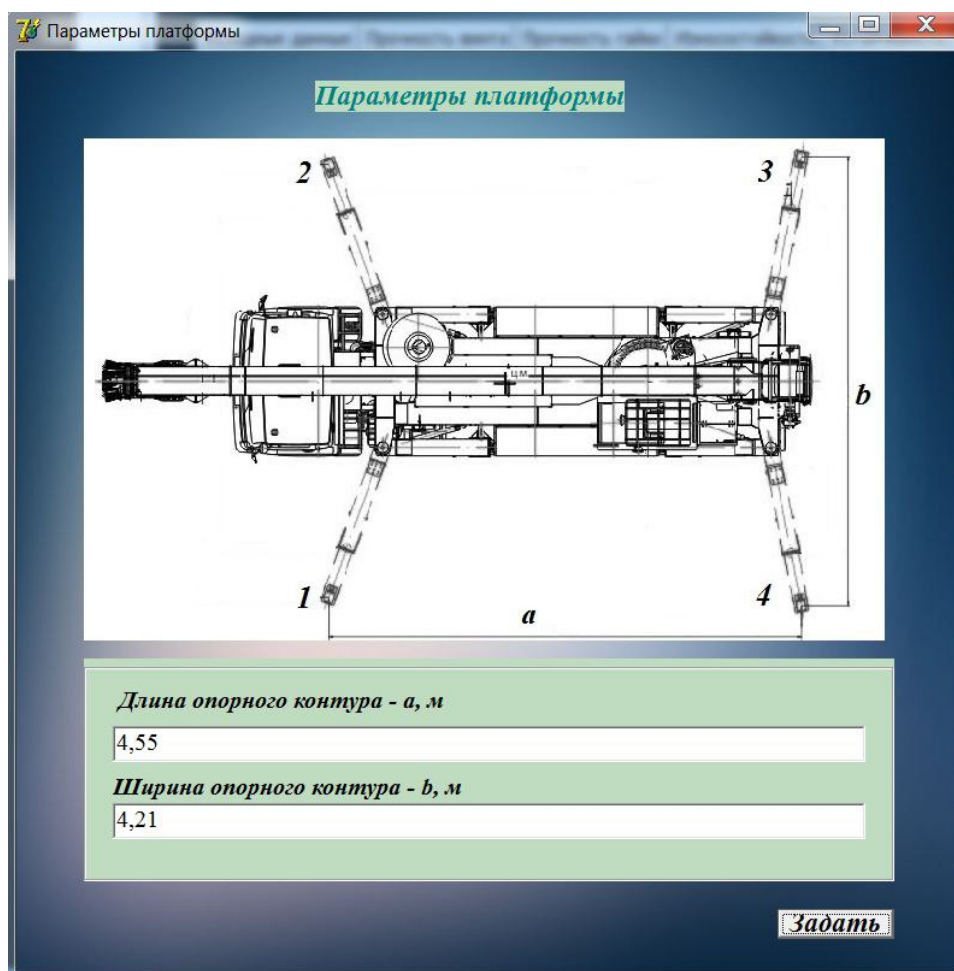 Параметры платформы
Параметры платформы
2
3
ЦМ
b
1
4
a
Длина опорного контура - a, м
4,55
Ширина опорного контура - b, м
4,21
Задать